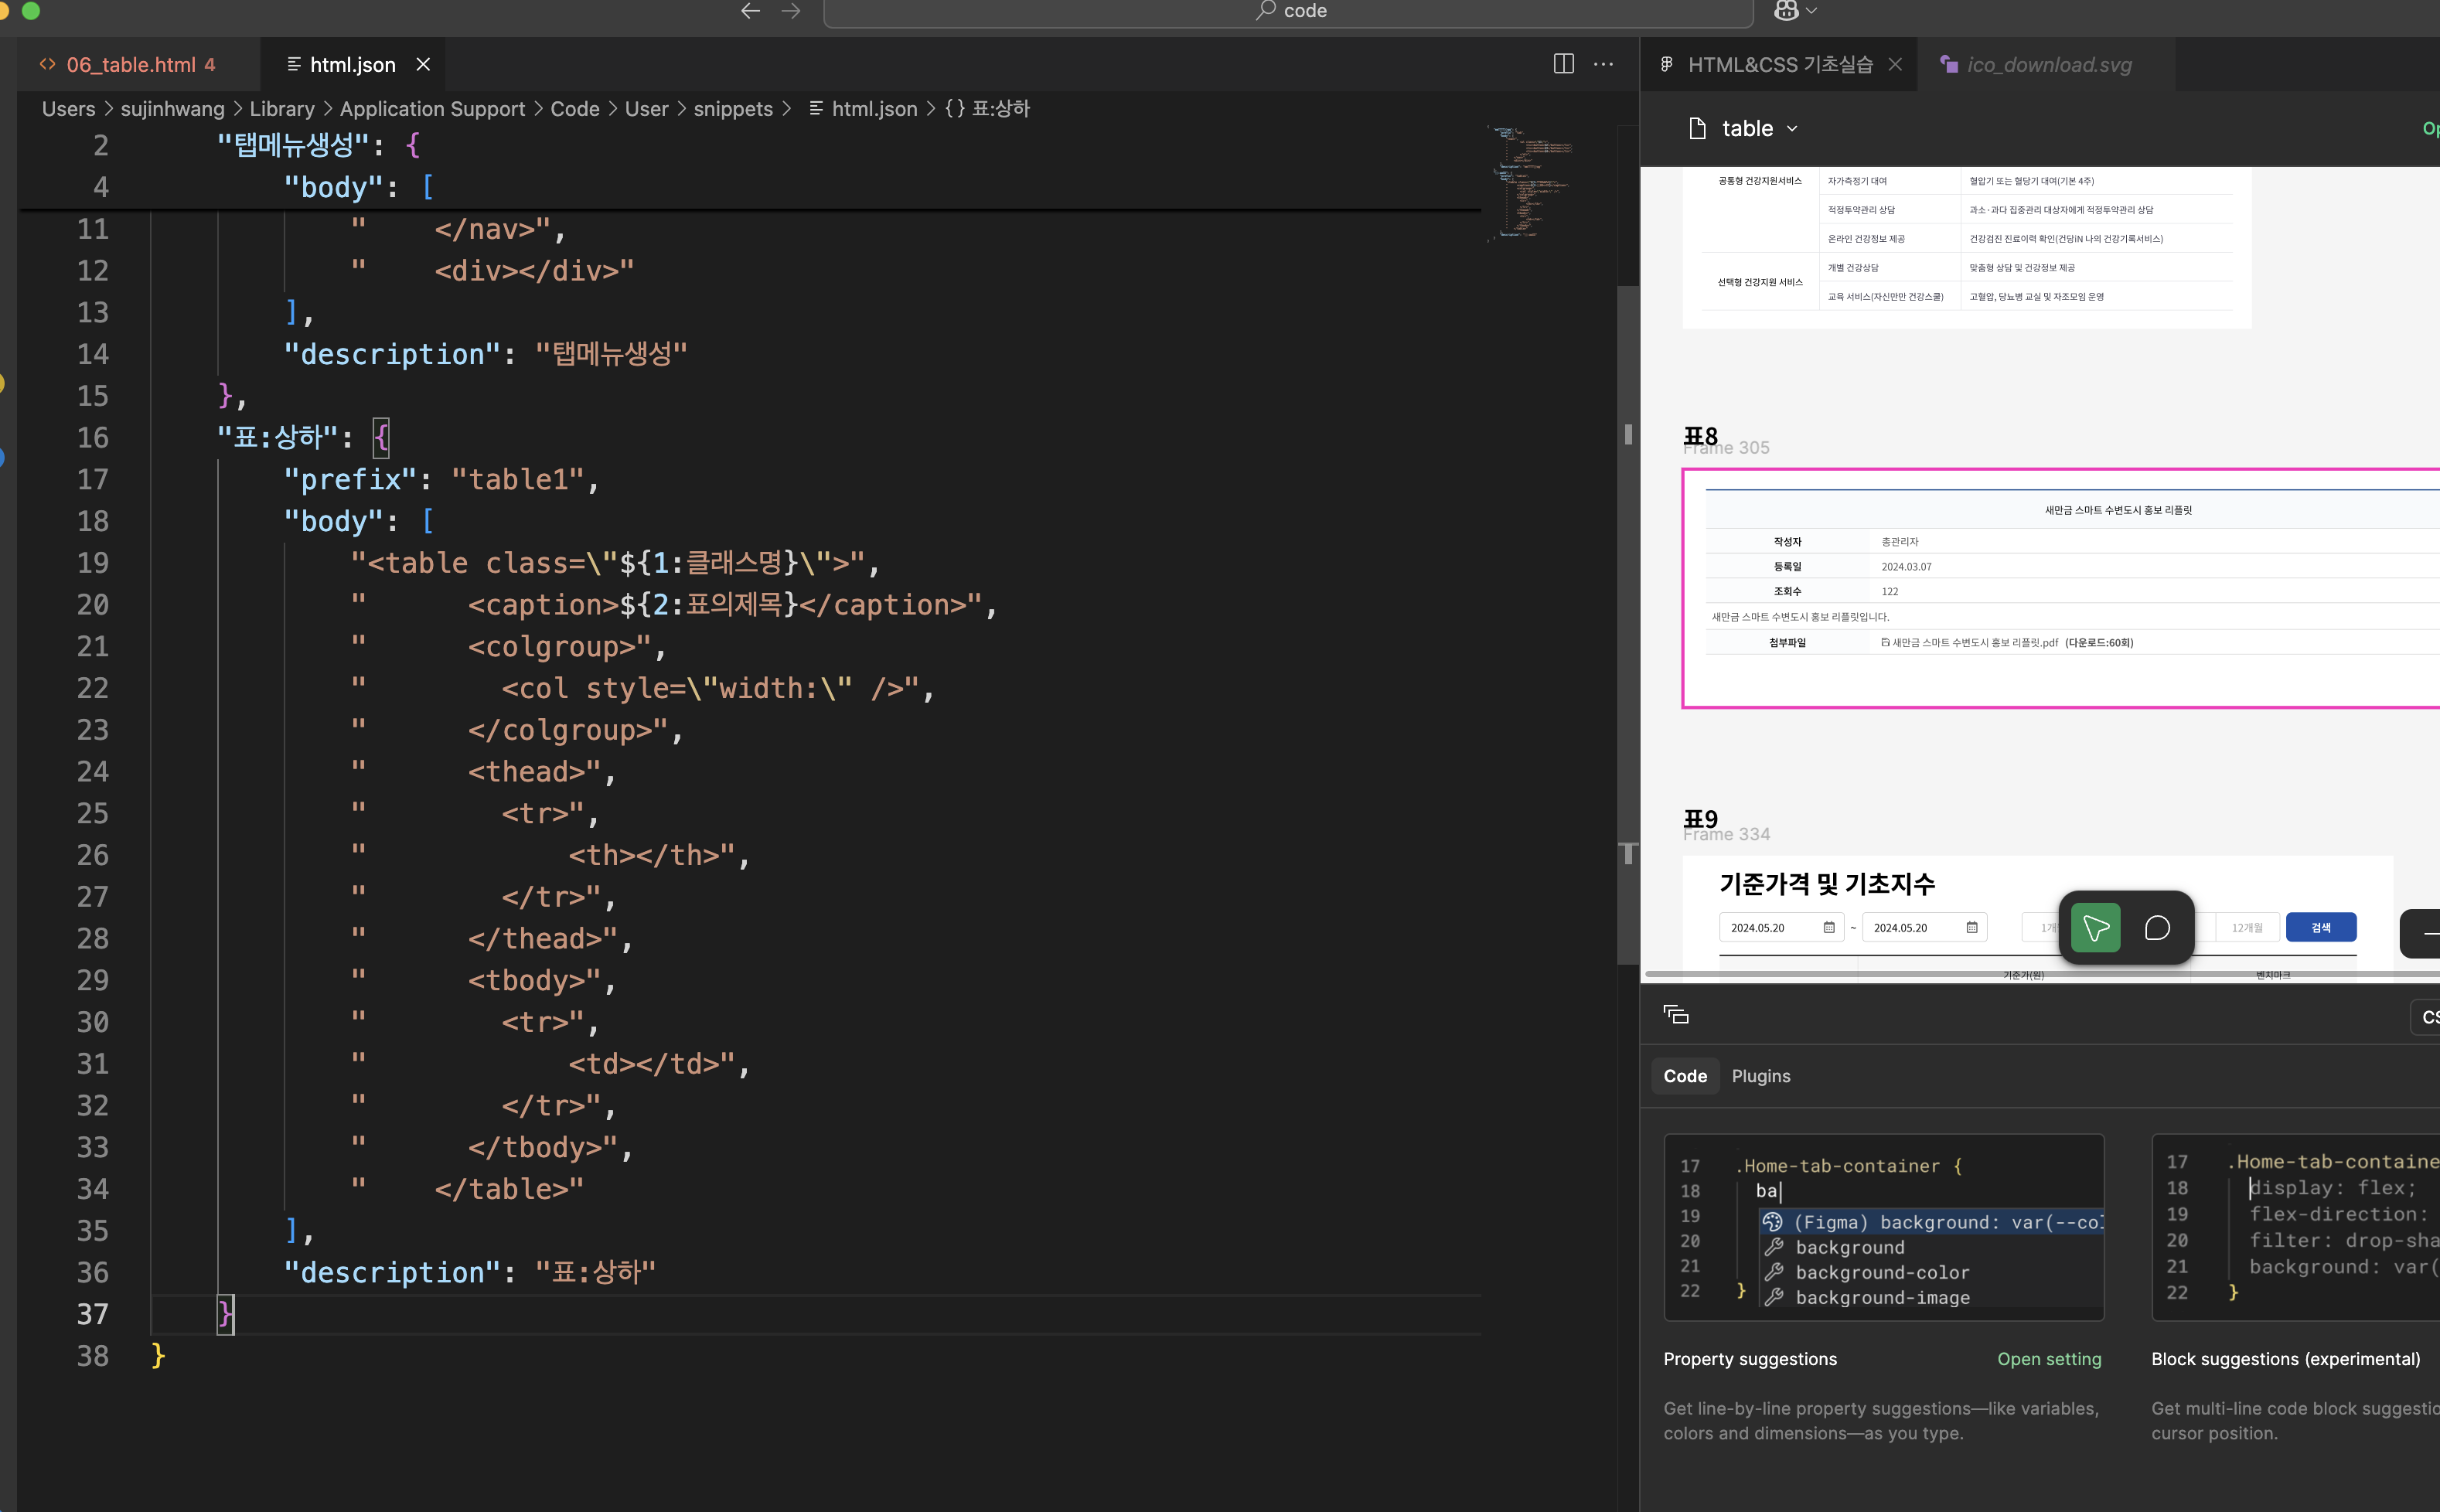 code
06_table.html 4
html.json
HTML&CSS 기초실습
ico_download.svg
Users > sujinhwang > Library > Application Support > Code > User > snippets > html.json > {} 표:상하
2 "탭메뉴생성": {
4 "body": [
11 "    </nav>",
12 "    <div></div>"
13 ],
14 "description": "탭메뉴생성"
15 },
16 "표:상하": {
17 "prefix": "table1",
18 "body": [
19 "<table class=\"${1:클래스명}\">",
20 "      <caption>${2:표의제목}</caption>",
21 "      <colgroup>",
22 "        <col style=\"width:\" />",
23 "      </colgroup>",
24 "      <thead>",
25 "        <tr>",
26 "            <th></th>",
27 "        </tr>",
28 "      </thead>",
29 "      <tbody>",
30 "        <tr>",
31 "            <td></td>",
32 "        </tr>",
33 "      </tbody>",
34 "    </table>"
35 ],
36 "description": "표:상하"
37 }
38 }
table
공통형 건강지원서비스 자가측정기 대여 혈압기 또는 혈당기 대여(기본 4주)
적정투약관리 상담 과소·과다 집중관리 대상자에게 적정투약관리 상담
온라인 건강정보 제공 건강검진 진료이력 확인(건당iN 나의 건강기록서비스)
선택형 건강지원 서비스 개별 건강상담 맞춤형 상담 및 건강정보 제공
교육 서비스(자신만만 건강스쿨) 고혈압, 당뇨병 교실 및 자조모임 운영
표8
Frame 305
새만금 스마트 수변도시 홍보 리플릿
작성자 총관리자
등록일 2024.03.07
조회수 122
새만금 스마트 수변도시 홍보 리플릿입니다.
첨부파일 새만금 스마트 수변도시 홍보 리플릿.pdf (다운로드:60회)
표9
Frame 334
기준가격 및 기초지수
2024.05.20 ~ 2024.05.20 12개월 검색
기준가(원) 벤치마크
Code Plugins
17 .Home-tab-container {
18 ba
19 (Figma) background: var(--col
20 background
21 background-color
22 } background-image
Property suggestions Open setting
Get line-by-line property suggestions—like variables,
colors and dimensions—as you type.
17 .Home-tab-containe
18 display: flex;
19 flex-direction:
20 filter: drop-sha
21 background: var(
22 }
Block suggestions (experimental)
Get multi-line code block suggestio
cursor position.